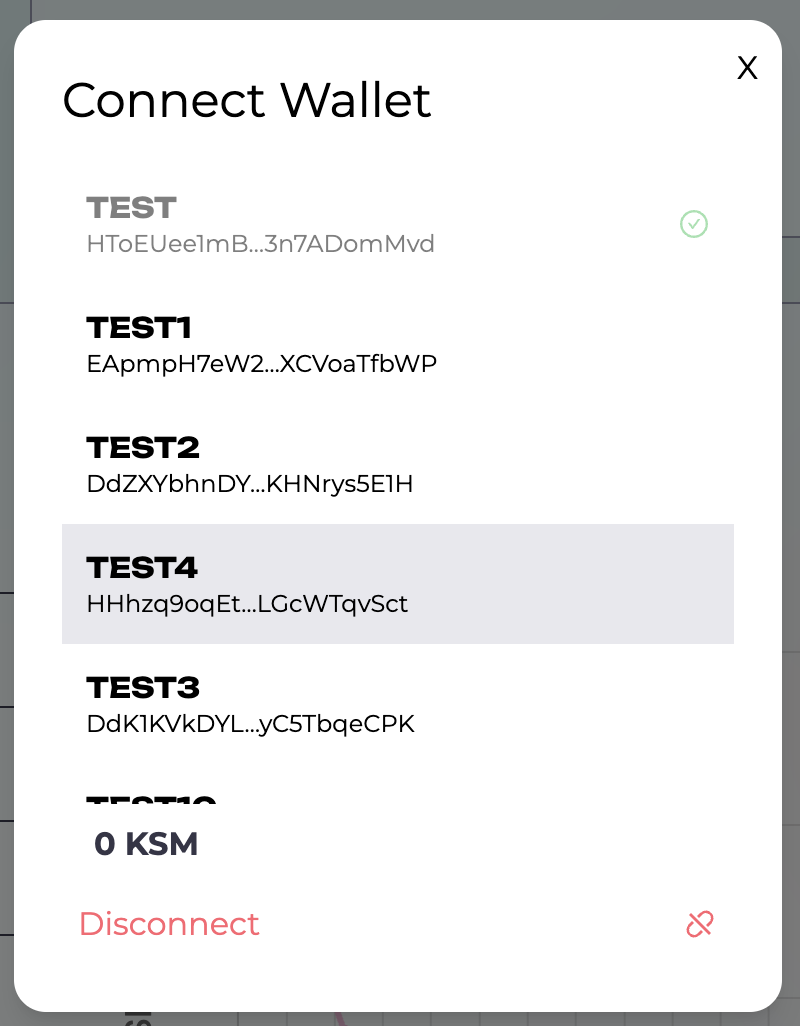 X
Connect Wallet
TEST
HToEUee1mB...3n7ADomMvd
TEST1
EApmpH7eW2...XCVoaTfbWP
TEST2
DdZXYbhnDY...KHNrys5E1H
TEST4
HHhzq9oqEt...LGcWTqvSct
TEST3
DdK1KVkDYL...yC5TbqeCPK
TEST10
0 KSM
Disconnect